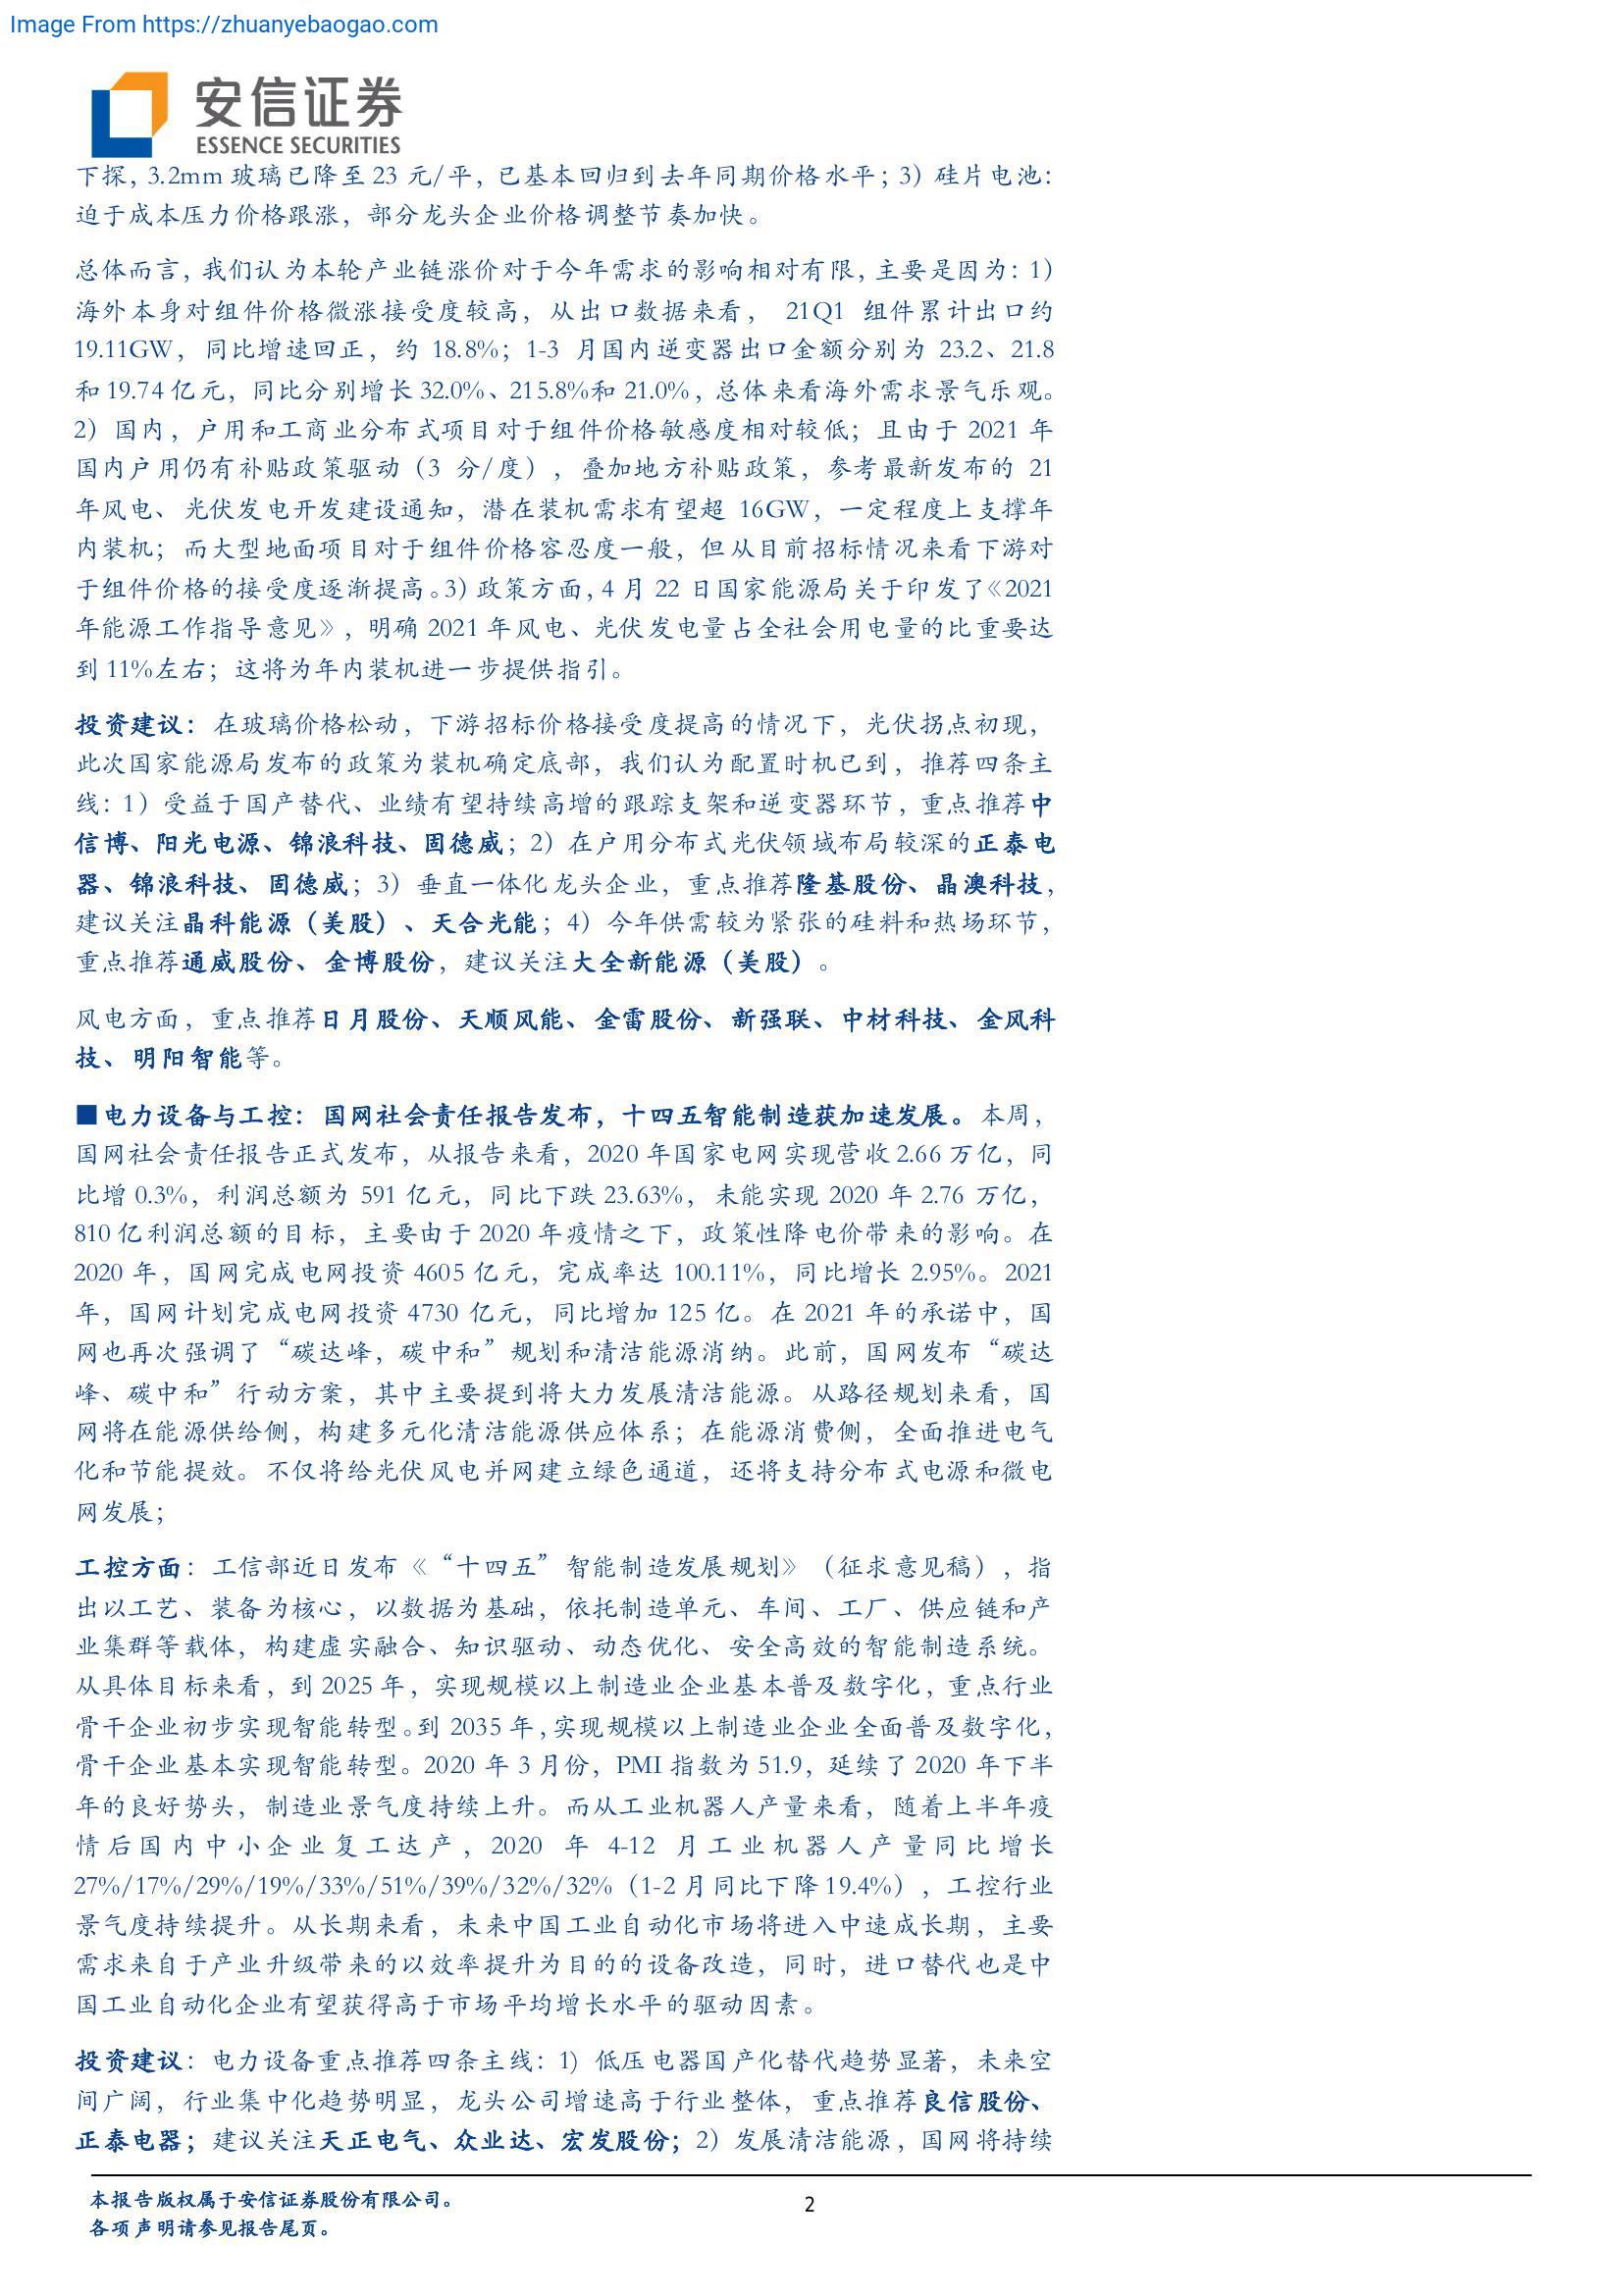 Image From https://zhuanyebaogao.com
安信证券
ESSENCE SECURITIES
下探，3.2mm 玻璃已降至 23 元/平，已基本回归到去年同期价格水平；3）硅片电池：
迫于成本压力价格跟涨，部分龙头企业价格调整节奏加快。
总体而言，我们认为本轮产业链涨价对于今年需求的影响相对有限，主要是因为：1）
海外本身对组件价格微涨接受度较高，从出口数据来看， 21Q1 组件累计出口约
19.11GW，同比增速回正，约 18.8%；1-3 月国内逆变器出口金额分别为 23.2、21.8
和 19.74 亿元，同比分别增长 32.0%、215.8%和 21.0%，总体来看海外需求景气乐观。
2）国内，户用和工商业分布式项目对于组件价格敏感度相对较低；且由于 2021 年
国内户用仍有补贴政策驱动（3 分/度），叠加地方补贴政策，参考最新发布的 21
年风电、光伏发电开发建设通知，潜在装机需求有望超 16GW，一定程度上支撑年
内装机；而大型地面项目对于组件价格容忍度一般，但从目前招标情况来看下游对
于组件价格的接受度逐渐提高。3）政策方面，4 月 22 日国家能源局关于印发了《2021
年能源工作指导意见》，明确 2021 年风电、光伏发电量占全社会用电量的比重要达
到 11%左右；这将为年内装机进一步提供指引。
投资建议：在玻璃价格松动，下游招标价格接受度提高的情况下，光伏拐点初现，
此次国家能源局发布的政策为装机确定底部，我们认为配置时机已到，推荐四条主
线：1）受益于国产替代、业绩有望持续高增的跟踪支架和逆变器环节，重点推荐中
信博、阳光电源、锦浪科技、固德威；2）在户用分布式光伏领域布局较深的正泰电
器、锦浪科技、固德威；3）垂直一体化龙头企业，重点推荐隆基股份、晶澳科技，
建议关注晶科能源（美股）、天合光能；4）今年供需较为紧张的硅料和热场环节，
重点推荐通威股份、金博股份，建议关注大全新能源（美股）。
风电方面，重点推荐日月股份、天顺风能、金雷股份、新强联、中材科技、金风科
技、明阳智能等。
■电力设备与工控：国网社会责任报告发布，十四五智能制造获加速发展。本周，
国网社会责任报告正式发布，从报告来看，2020 年国家电网实现营收 2.66 万亿，同
比增 0.3%，利润总额为 591 亿元，同比下跌 23.63%，未能实现 2020 年 2.76 万亿，
810 亿利润总额的目标，主要由于 2020 年疫情之下，政策性降电价带来的影响。在
2020 年，国网完成电网投资 4605 亿元，完成率达 100.11%，同比增长 2.95%。2021
年，国网计划完成电网投资 4730 亿元，同比增加 125 亿。在 2021 年的承诺中，国
网也再次强调了“碳达峰，碳中和”规划和清洁能源消纳。此前，国网发布“碳达
峰、碳中和”行动方案，其中主要提到将大力发展清洁能源。从路径规划来看，国
网将在能源供给侧，构建多元化清洁能源供应体系；在能源消费侧，全面推进电气
化和节能提效。不仅将给光伏风电并网建立绿色通道，还将支持分布式电源和微电
网发展；
工控方面：工信部近日发布《“十四五”智能制造发展规划》（征求意见稿），指
出以工艺、装备为核心，以数据为基础，依托制造单元、车间、工厂、供应链和产
业集群等载体，构建虚实融合、知识驱动、动态优化、安全高效的智能制造系统。
从具体目标来看，到 2025 年，实现规模以上制造业企业基本普及数字化，重点行业
骨干企业初步实现智能转型。到 2035 年，实现规模以上制造业企业全面普及数字化，
骨干企业基本实现智能转型。2020 年 3 月份，PMI 指数为 51.9，延续了 2020 年下半
年的良好势头，制造业景气度持续上升。而从工业机器人产量来看，随着上半年疫
情后国内中小企业复工达产，2020 年 4-12 月工业机器人产量同比增长
27%/17%/29%/19%/33%/51%/39%/32%/32%（1-2 月同比下降 19.4%），工控行业
景气度持续提升。从长期来看，未来中国工业自动化市场将进入中速成长期，主要
需求来自于产业升级带来的以效率提升为目的的设备改造，同时，进口替代也是中
国工业自动化企业有望获得高于市场平均增长水平的驱动因素。
投资建议：电力设备重点推荐四条主线：1）低压电器国产化替代趋势显著，未来空
间广阔，行业集中化趋势明显，龙头公司增速高于行业整体，重点推荐良信股份、
正泰电器；建议关注天正电气、众业达、宏发股份；2）发展清洁能源，国网将持续
本报告版权属于安信证券股份有限公司。
2
各项声明请参见报告尾页。